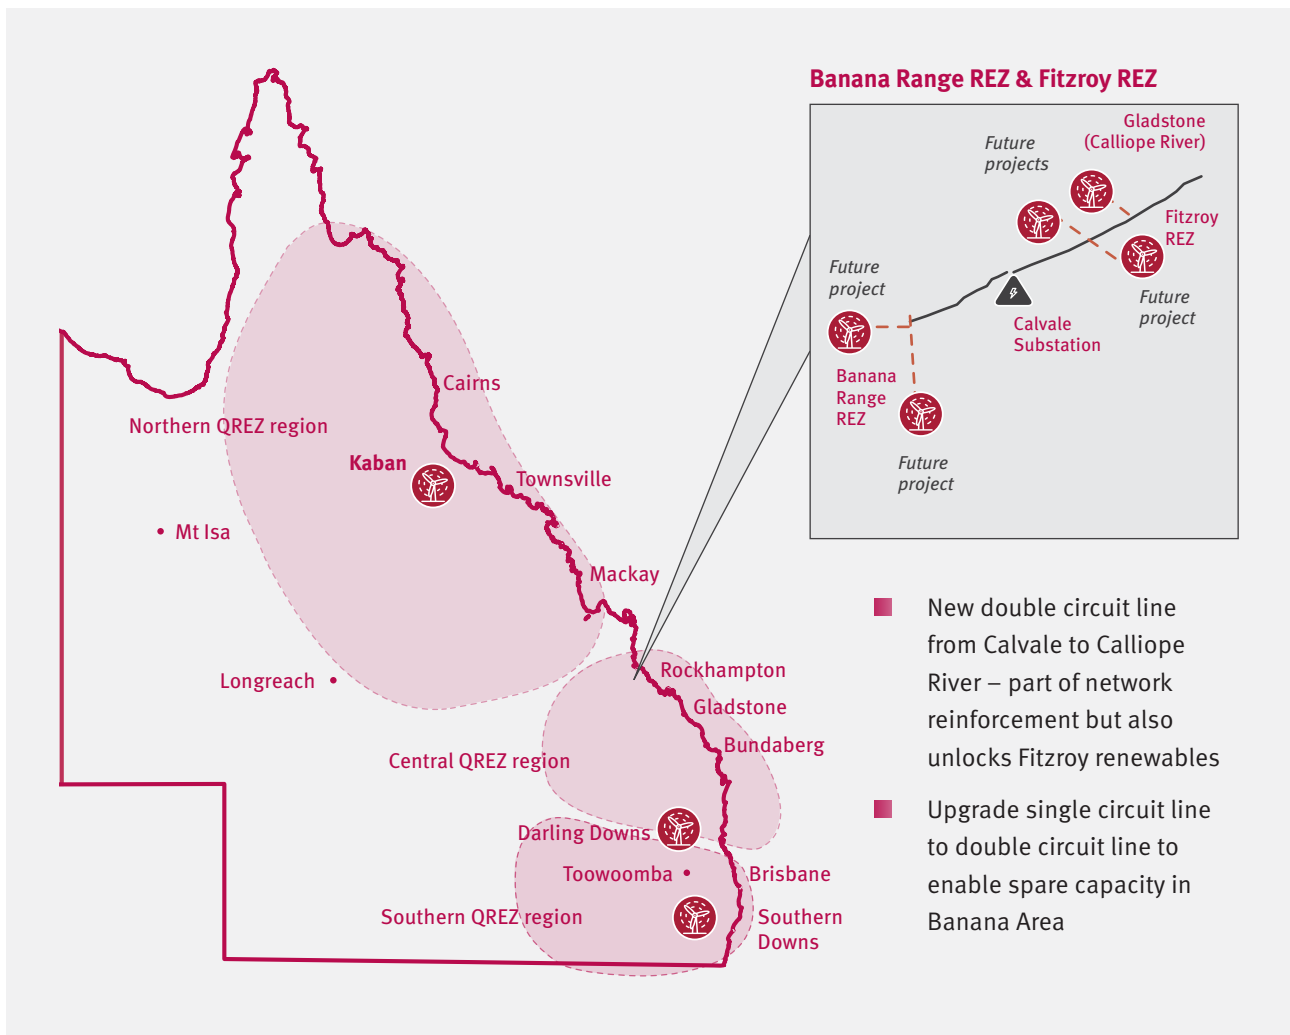 Banana Range REZ & Fitzroy REZ
Gladstone
(Calliope River)
Future
projects
Fitzroy
REZ
Future
project
Future
project
Calvale
Substation
Banana
Range
REZ
Future
project
Cairns
Northern QREZ region
Kaban
Townsville
Mt Isa
Mackay
Longreach
Rockhampton
Gladstone
Bundaberg
Central QREZ region
Darling Downs
Toowoomba
Brisbane
Southern QREZ region
Southern
Downs
New double circuit line
from Calvale to Calliope
River – part of network
reinforcement but also
unlocks Fitzroy renewables
Upgrade single circuit line
to double circuit line to
enable spare capacity in
Banana Area